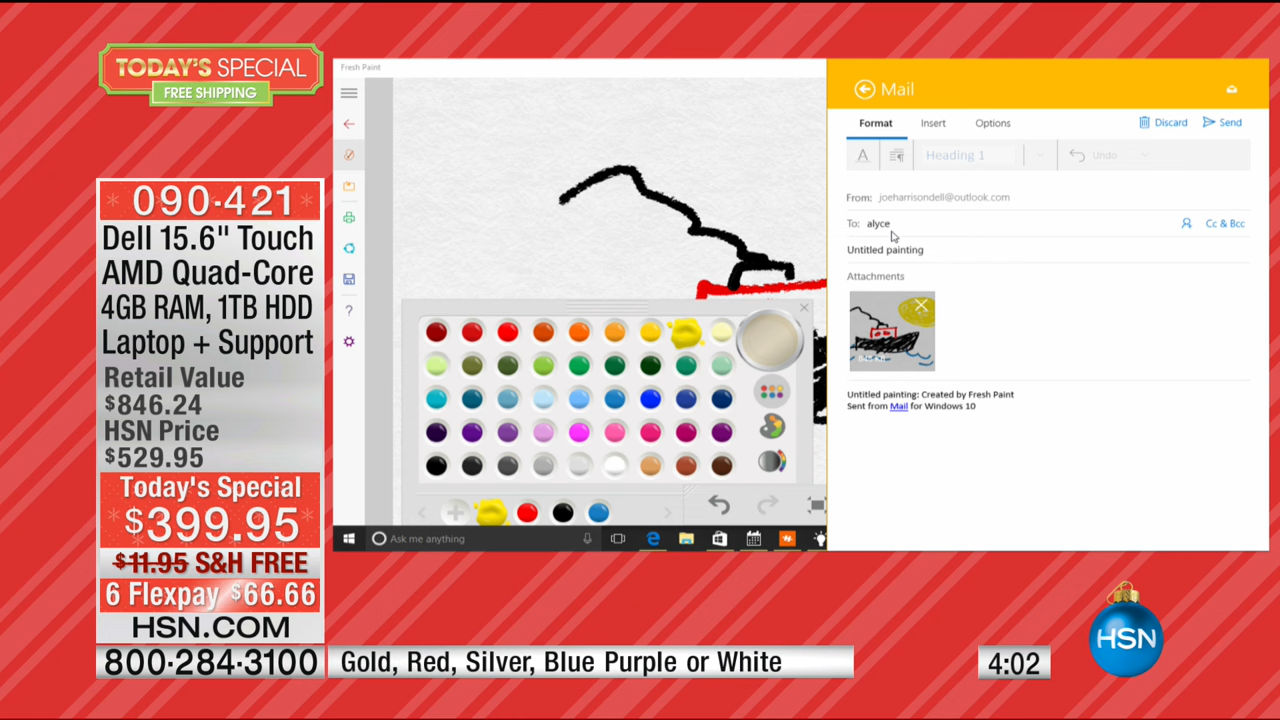 TODAY'S SPECIAL
FREE SHIPPING
090-421
Dell 15.6" Touch
AMD Quad-Core
4GB RAM, 1TB HDD
Laptop + Support
Retail Value
$846.24
HSN Price
$529.95
Today's Special
$399.95
$11.95 S&H FREE
6 Flexpay $66.66
HSN.COM
800-284-3100
Fresh Paint
Ask me anything
Mail
Format Insert Options Discard Send
Heading 1 Undo
From: joeharrisondell@outlook.com
To: alyce Cc & Bcc
Untitled painting
Attachments
Untitled painting: Created by Fresh Paint
Sent from Mail for Windows 10
Gold, Red, Silver, Blue Purple or White
4:02
HSN